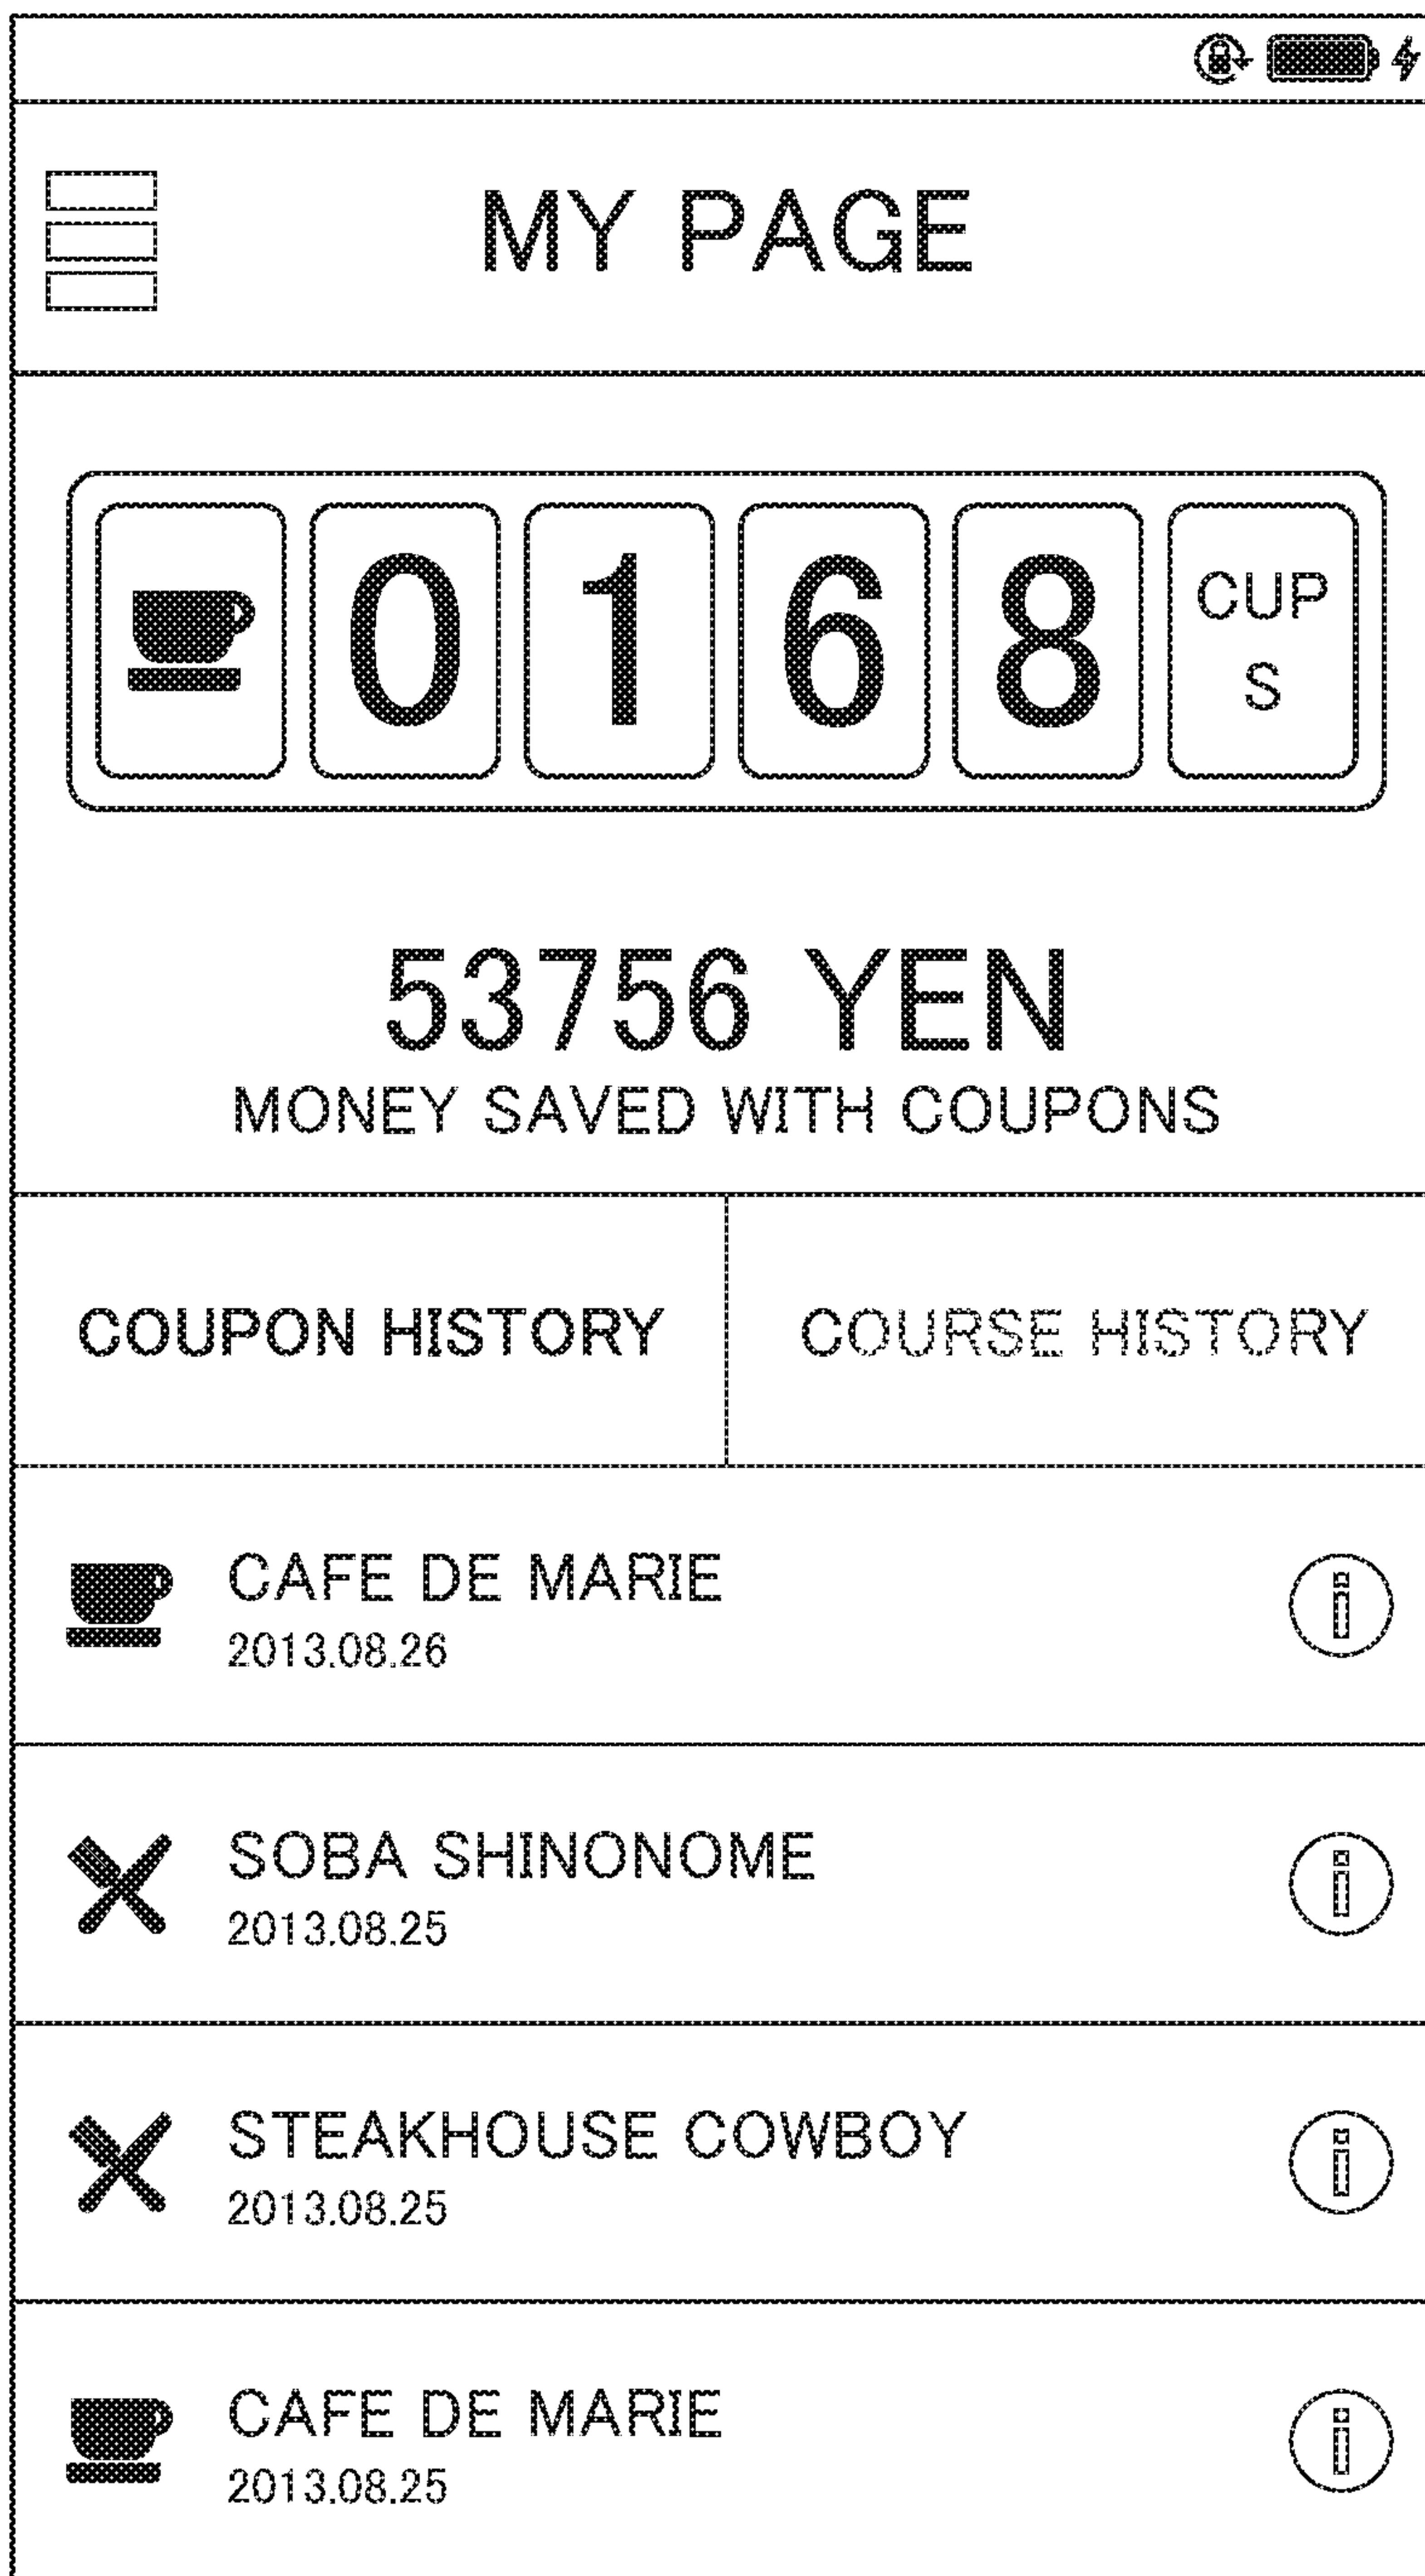 MY PAGE
0168 CUP
S
53756 YEN
MONEY SAVED WITH COUPONS
COUPON HISTORY
COURSE HISTORY
CAFE DE MARIE
2013.08.26
SOBA SHINONOME
2013.08.25
STEAKHOUSE COWBOY
2013.08.25
CAFE DE MARIE
2013.08.25